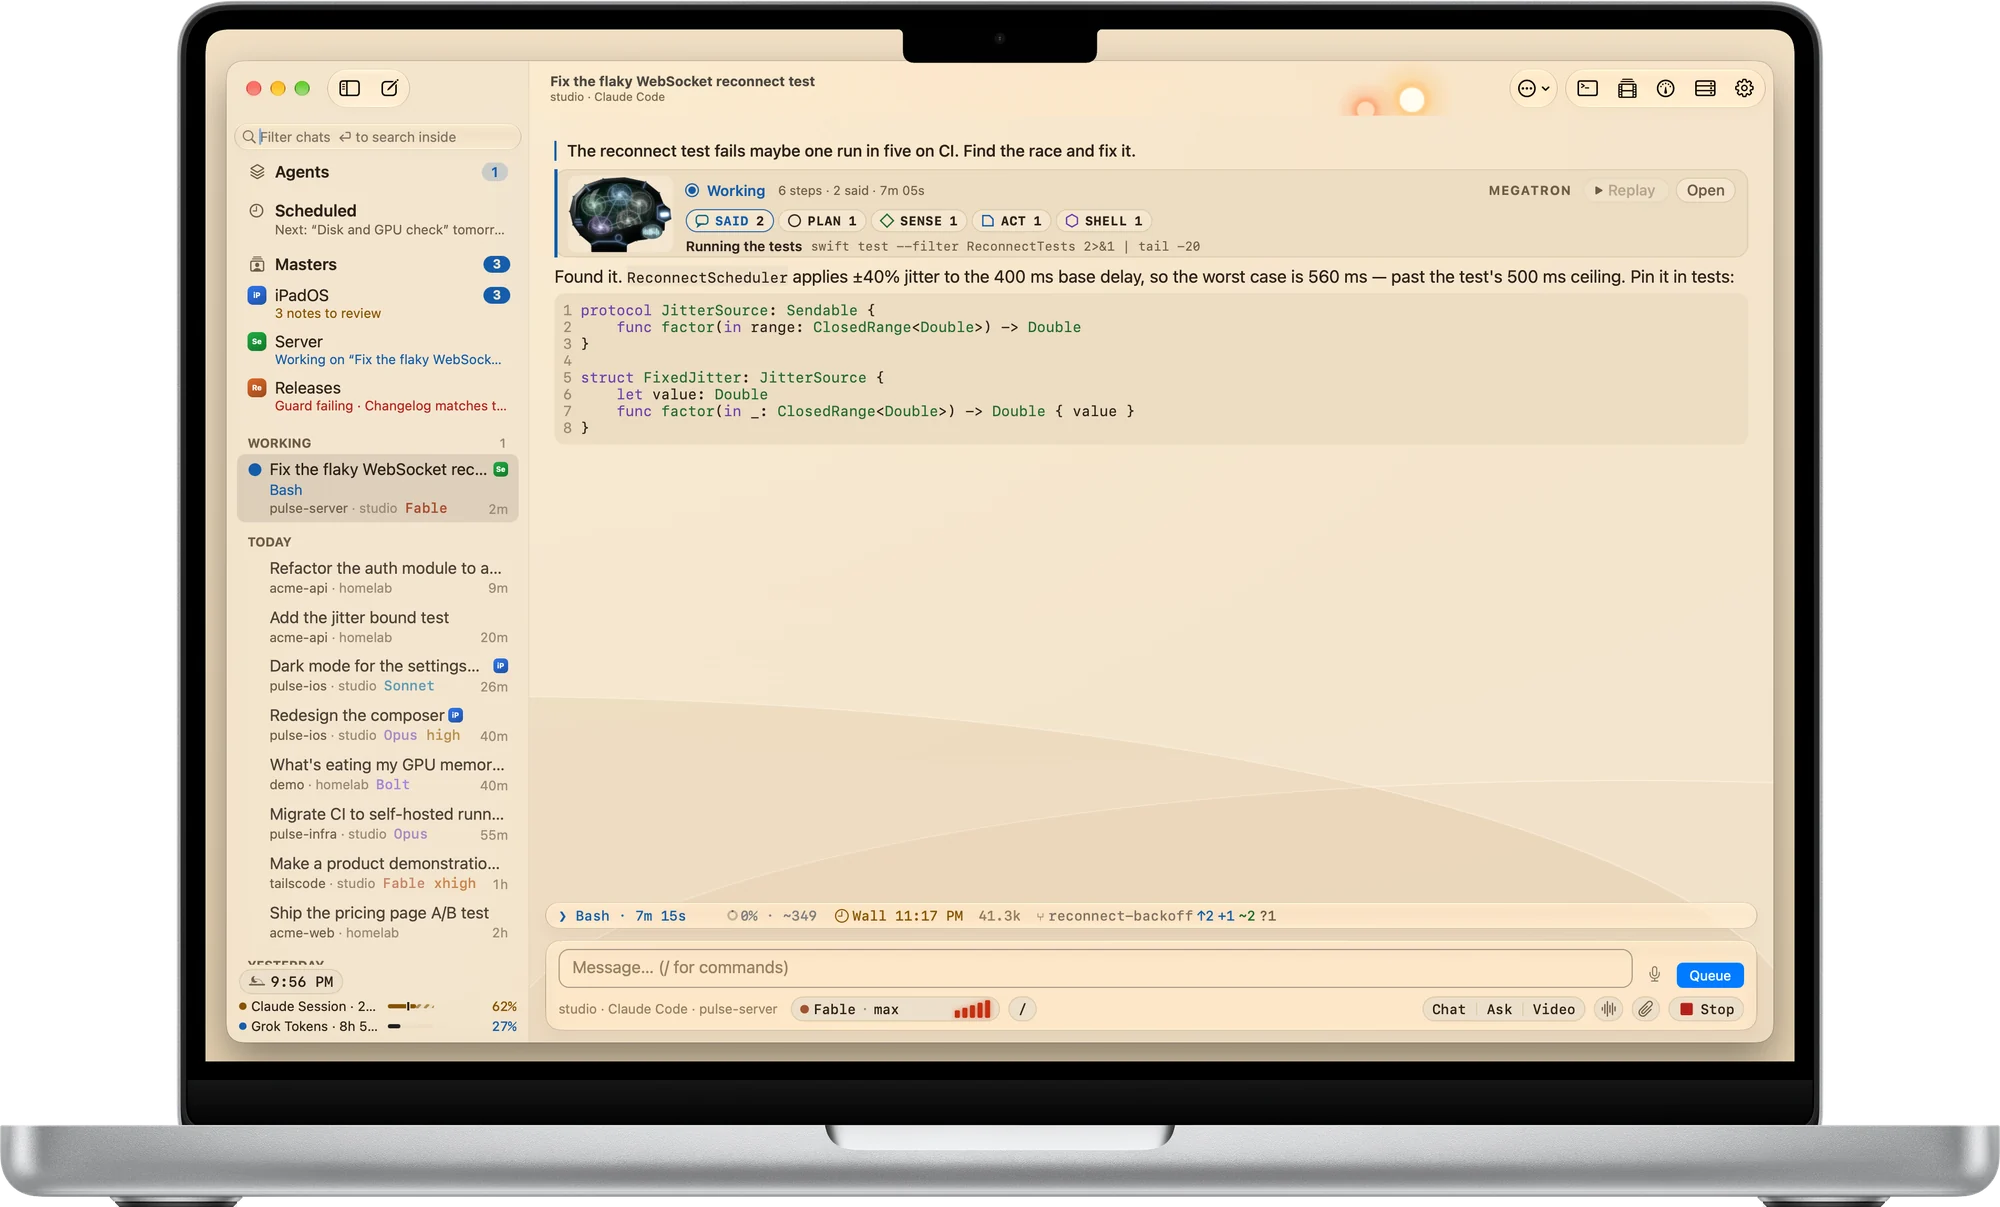 Fix the flaky WebSocket reconnect test
studio · Claude Code
Filter chats ↩ to search inside
Agents 1
Scheduled
Next: “Disk and GPU check” tomorr...
Masters 3
iP iPadOS 3
3 notes to review
Se Server
Working on “Fix the flaky WebSock...
Re Releases
Guard failing · Changelog matches t...
WORKING 1
Fix the flaky WebSocket rec... Se
Bash
pulse-server · studio Fable 2m
TODAY
Refactor the auth module to a...
acme-api · homelab 9m
Add the jitter bound test
acme-api · homelab 20m
Dark mode for the settings... iP
pulse-ios · studio Sonnet 26m
Redesign the composer iP
pulse-ios · studio Opus high 40m
What's eating my GPU memor...
demo · homelab Bolt 40m
Migrate CI to self-hosted runn...
pulse-infra · studio Opus 55m
Make a product demonstratio...
tailscode · studio Fable xhigh 1h
Ship the pricing page A/B test
acme-web · homelab 2h
YESTERDAY
9:56 PM
Claude Session · 2... 62%
Grok Tokens · 8h 5... 27%
The reconnect test fails maybe one run in five on CI. Find the race and fix it.
Working 6 steps · 2 said · 7m 05s MEGATRON Replay Open
SAID 2 PLAN 1 SENSE 1 ACT 1 SHELL 1
Running the tests swift test --filter ReconnectTests 2>&1 | tail -20
Found it. ReconnectScheduler applies ±40% jitter to the 400 ms base delay, so the worst case is 560 ms — past the test's 500 ms ceiling. Pin it in tests:
1 protocol JitterSource: Sendable {
2 func factor(in range: ClosedRange<Double>) -> Double
3 }
4
5 struct FixedJitter: JitterSource {
6 let value: Double
7 func factor(in _: ClosedRange<Double>) -> Double { value }
8 }
❯ Bash · 7m 15s 0% · ~349 Wall 11:17 PM 41.3k reconnect-backoff ↑2 +1 ~2 ?1
Message... (/ for commands)
Queue
studio · Claude Code · pulse-server Fable · max / Chat Ask Video Stop